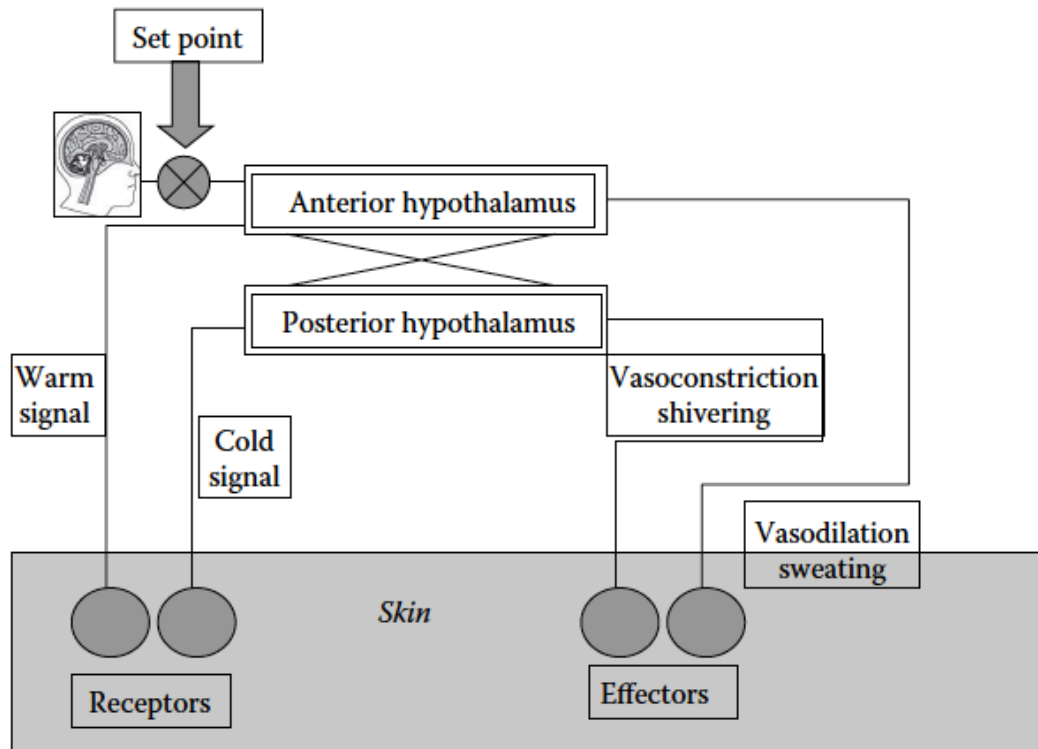 Set point
Anterior hypothalamus
Posterior hypothalamus
Warm
signal
Vasoconstriction
shivering
Cold
signal
Vasodilation
sweating
Skin
Receptors
Effectors